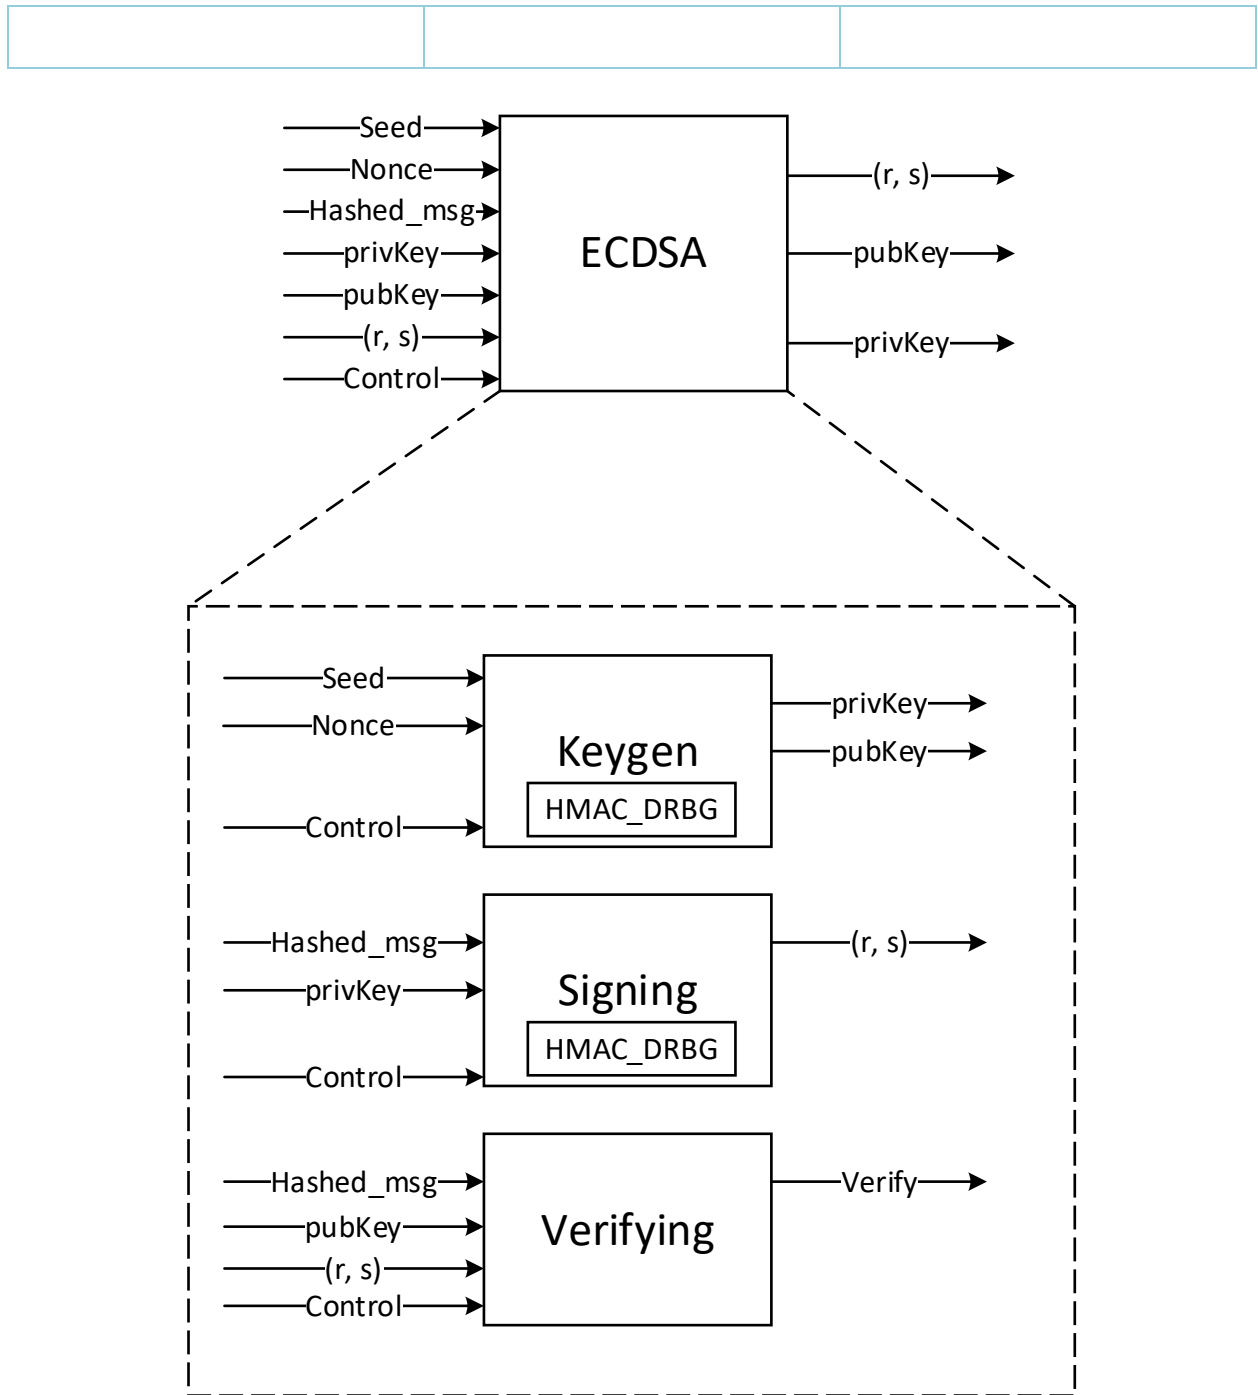 Seed
Nonce
Hashed_msg
privKey
pubKey
(r, s)
Control
ECDSA
(r, s)
pubKey
privKey
Seed
Nonce
Control
Keygen
HMAC_DRBG
privKey
pubKey
Hashed_msg
privKey
Control
Signing
HMAC_DRBG
(r, s)
Hashed_msg
pubKey
(r, s)
Control
Verifying
Verify